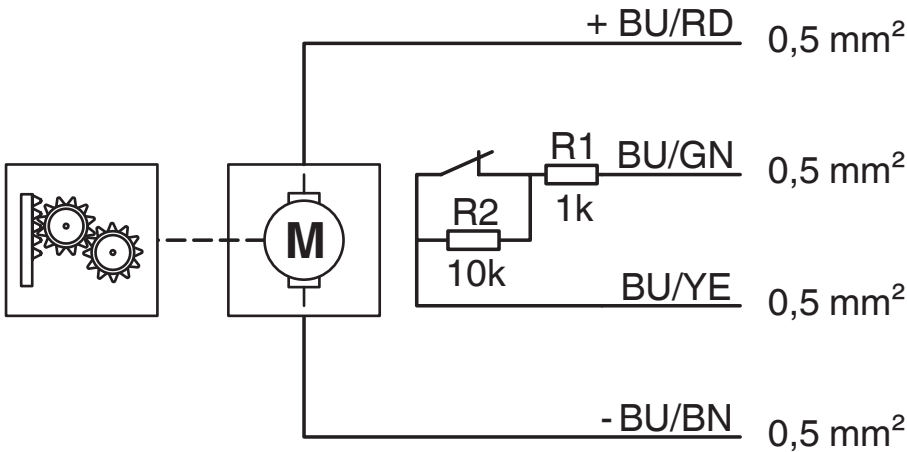 + BU/RD 0,5 mm²
R1 BU/GN 0,5 mm²
1k
R2
M
10k
BU/YE 0,5 mm²
- BU/BN 0,5 mm²